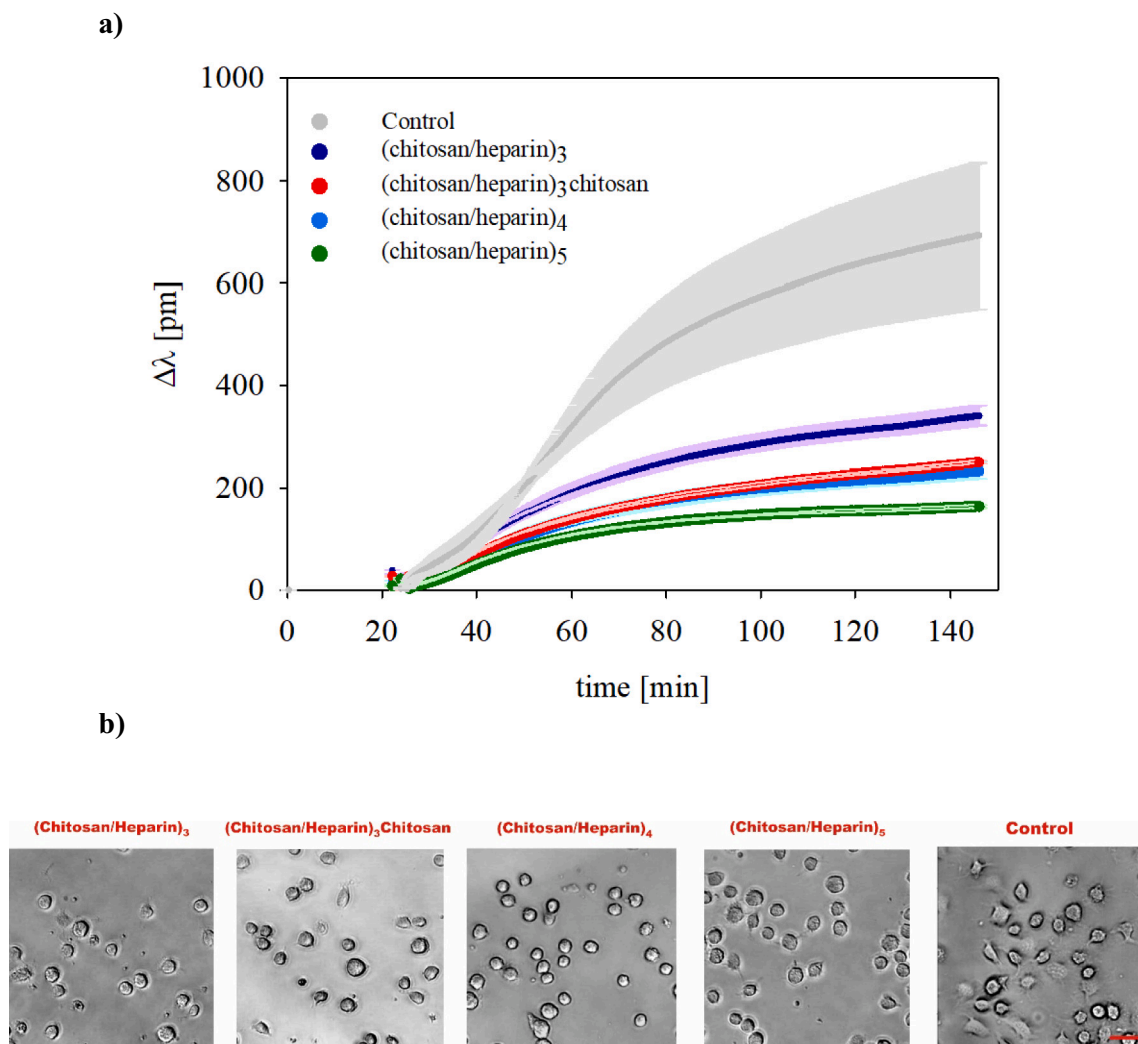 a)
1000
800
600
400
200
0
Δλ [pm]
Control
(chitosan/heparin)3
(chitosan/heparin)3chitosan
(chitosan/heparin)4
(chitosan/heparin)5
0 20 40 60 80 100 120 140
time [min]
b)
(Chitosan/Heparin)3 (Chitosan/Heparin)3Chitosan (Chitosan/Heparin)4 (Chitosan/Heparin)5 Control